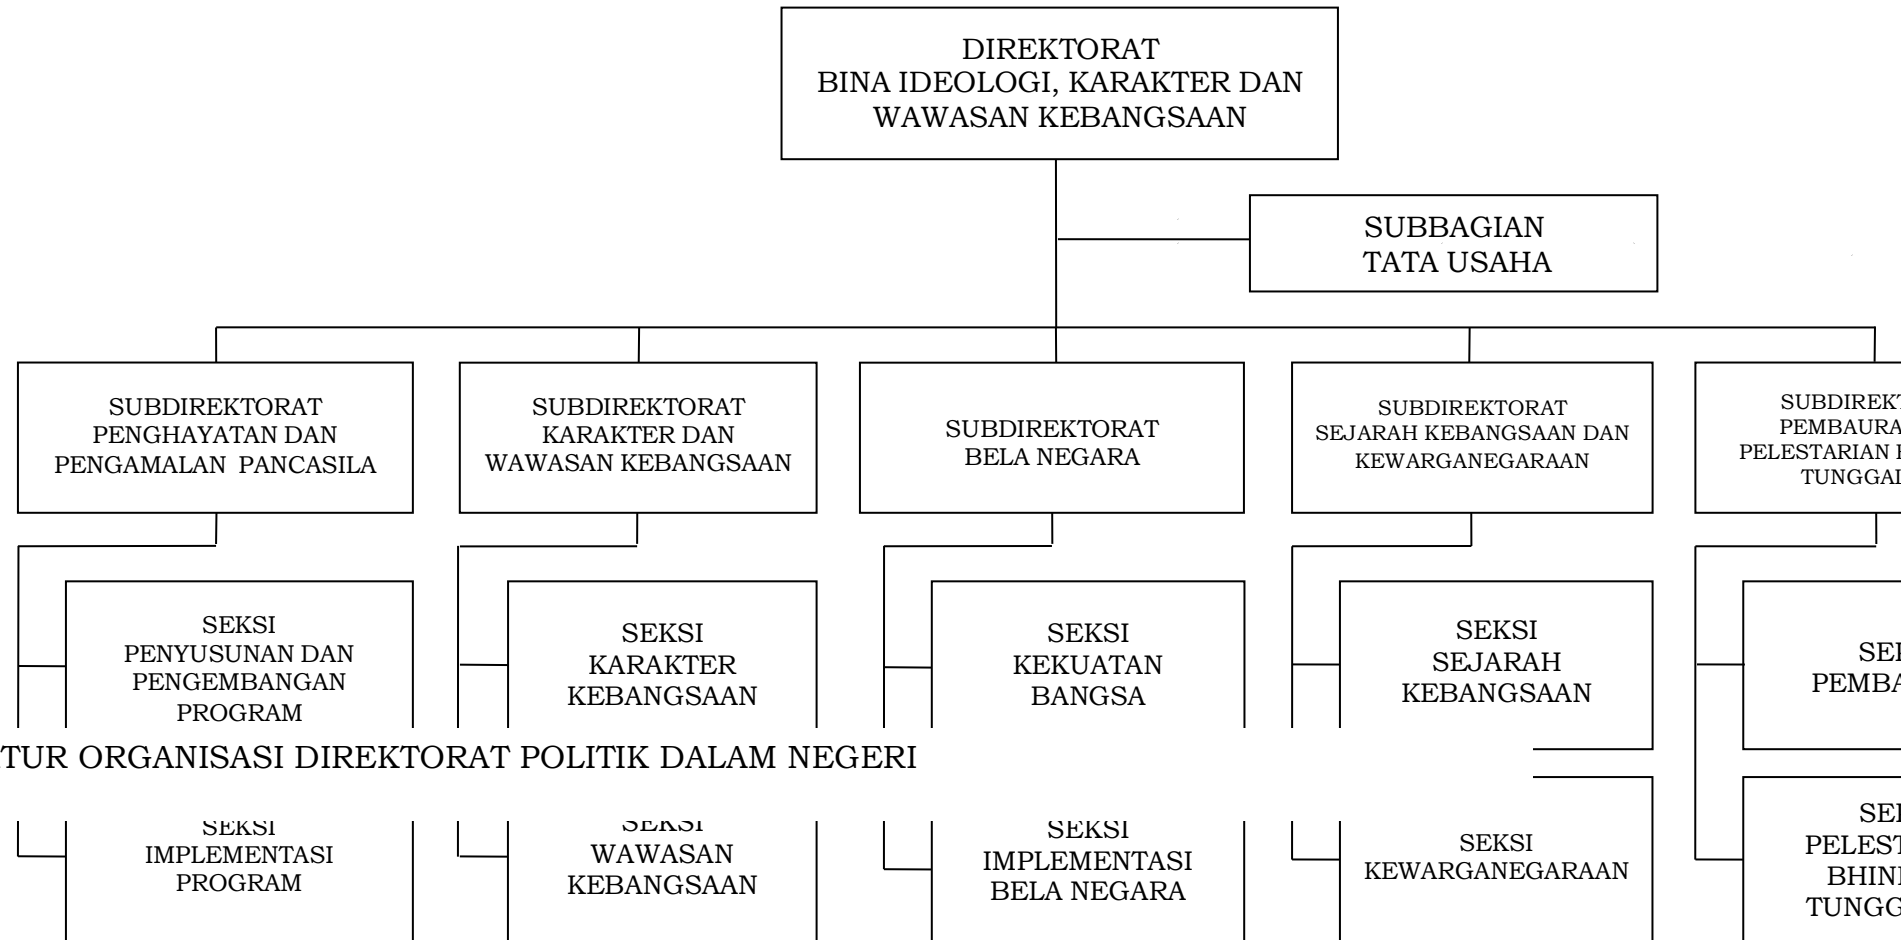 DIREKTORAT
BINA IDEOLOGI, KARAKTER DAN
WAWASAN KEBANGSAAN
SUBBAGIAN
TATA USAHA
SUBDIREKTORAT
PENGHAYATAN DAN
PENGAMALAN PANCASILA
SUBDIREKTORAT
KARAKTER DAN
WAWASAN KEBANGSAAN
SUBDIREKTORAT
BELA NEGARA
SUBDIREKTORAT
SEJARAH KEBANGSAAN DAN
KEWARGANEGARAAN
PELESTARIAN
SEKSI
PENYUSUNAN DAN
PENGEMBANGAN
PROGRAM
SEKSI
KARAKTER
KEBANGSAAN
SEKSI
KEKUATAN
BANGSA
SEKSI
SEJARAH
KEBANGSAAN
ORGANISASI DIREKTORAT POLITIK DALAM NEGERI
SEKSI
IMPLEMENTASI
PROGRAM
SEKSI
WAWASAN
KEBANGSAAN
SEKSI
IMPLEMENTASI
BELA NEGARA
SEKSI
KEWARGANEGARAAN